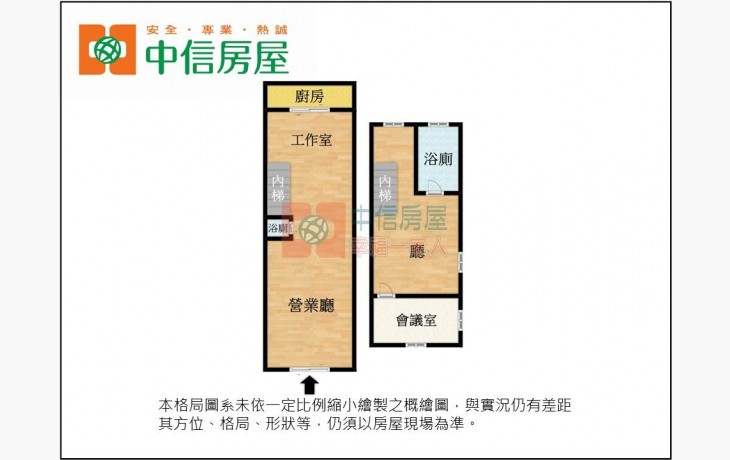 安全・專業・熱誠
中信房屋
廚房
工作室
內梯
浴廁
營業廳
浴廁
內梯
廳
會議室
中信房屋
幸福一家人
本格局圖系未依一定比例縮小繪製之概繪圖，與實況仍有差距
其方位、格局、形狀等，仍須以房屋現場為準。